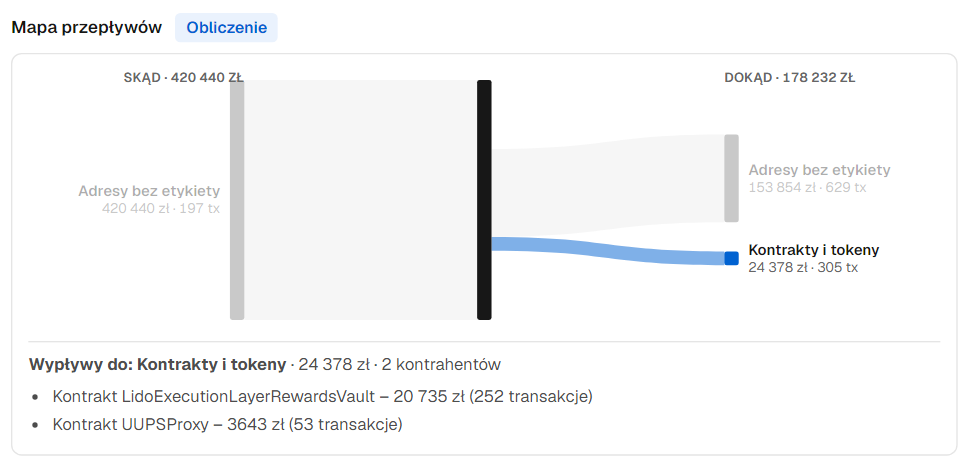 Mapa przepływów Obliczenie
SKĄD · 420 440 ZŁ
DOKĄD · 178 232 ZŁ
Adresy bez etykiety
420 440 zł · 197 tx
Adresy bez etykiety
153 854 zł · 629 tx
Kontrakty i tokeny
24 378 zł · 305 tx
Wypływy do: Kontrakty i tokeny · 24 378 zł · 2 kontrahentów
• Kontrakt LidoExecutionLayerRewardsVault – 20 735 zł (252 transakcje)
• Kontrakt UUPSProxy – 3643 zł (53 transakcje)